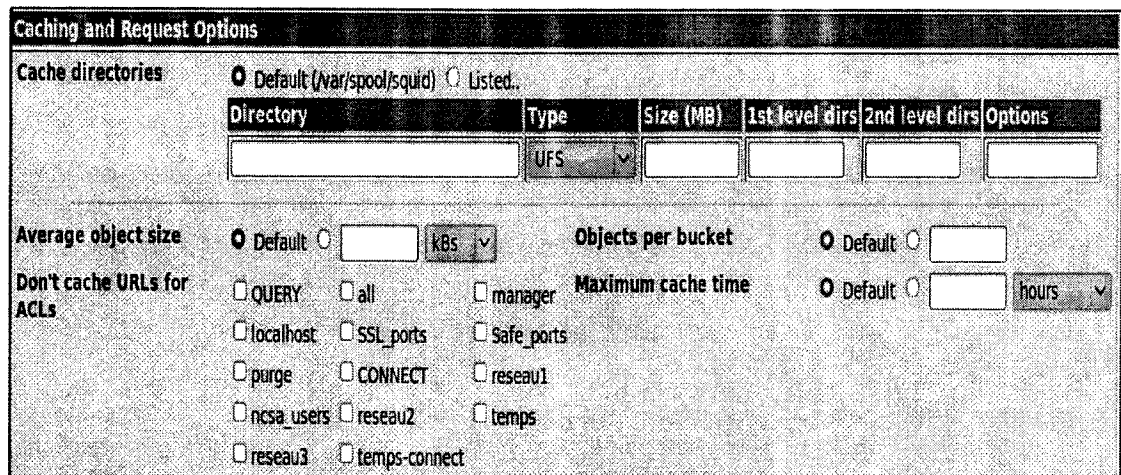 Caching and Request Options
Cache directories
Default (/var/spool/squid) Listed..
Directory Type Size (MB) 1st level dirs 2nd level dirs Options
UFS
Average object size Default kBs Objects per bucket Default
Don't cache URLs for ACLs Maximum cache time Default hours
QUERY all manager
localhost SSL_ports Safe_ports
purge CONNECT reseau1
ncsa_users reseau2 temps
reseau3 temps-connect